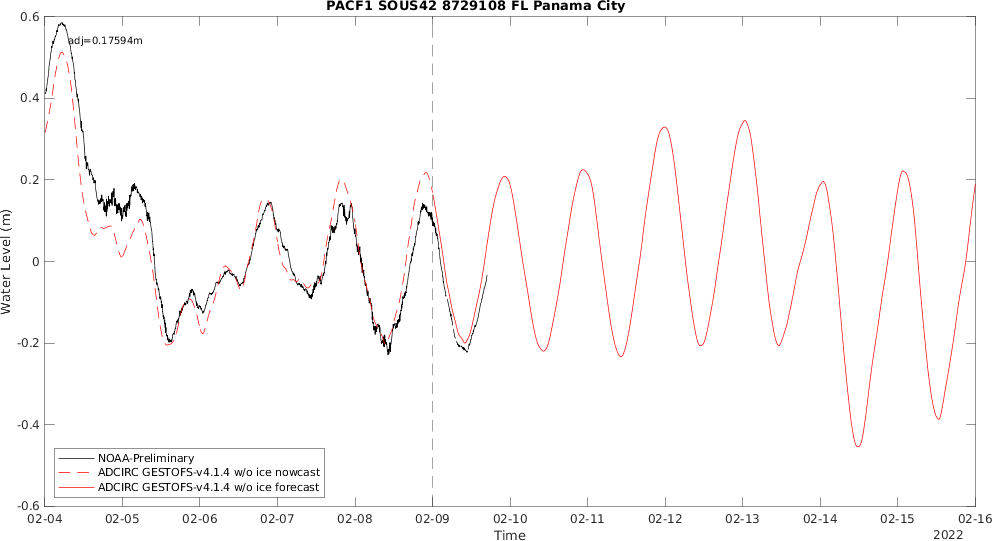 PACF1 SOUS42 8729108 FL Panama City
adj=0.17594m
0.6
0.4
0.2
0
-0.2
-0.4
-0.6
Water Level (m)
NOAA-Preliminary
ADCIRC GESTOFS-v4.1.4 w/o ice nowcast
ADCIRC GESTOFS-v4.1.4 w/o ice forecast
02-04 02-05 02-06 02-07 02-08 02-09 02-10 02-11 02-12 02-13 02-14 02-15 02-16
Time
2022